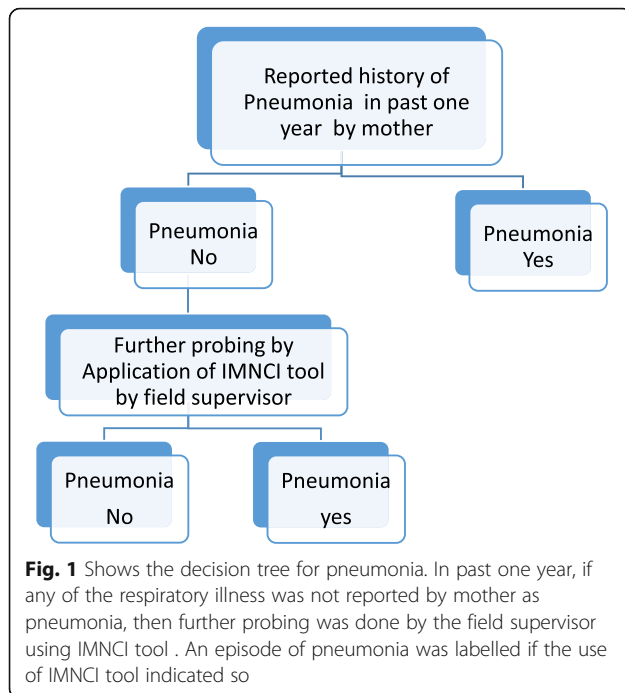 Reported history of
Pneumonia in past one
year by mother
Pneumonia
No
Pneumonia
Yes
Further probing by
Application of IMNCI tool
by field supervisor
Pneumonia
No
Pneumonia
yes
Fig. 1 Shows the decision tree for pneumonia. In past one year, if
any of the respiratory illness was not reported by mother as
pneumonia, then further probing was done by the field supervisor
using IMNCI tool . An episode of pneumonia was labelled if the use
of IMNCI tool indicated so